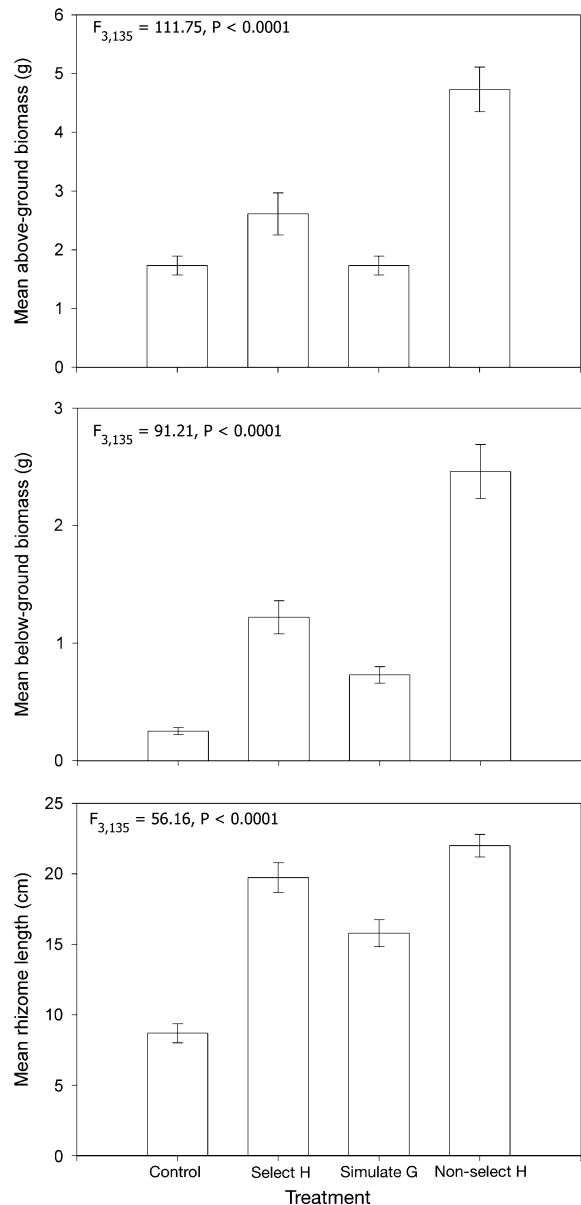 F3,135 = 111.75, P < 0.0001
Mean above-ground biomass (g)
6
5
4
3
2
1
0
F3,135 = 91.21, P < 0.0001
Mean below-ground biomass (g)
3
2
1
0
F3,135 = 56.16, P < 0.0001
Mean rhizome length (cm)
25
20
15
10
5
0
Control Select H Simulate G Non-select H
Treatment